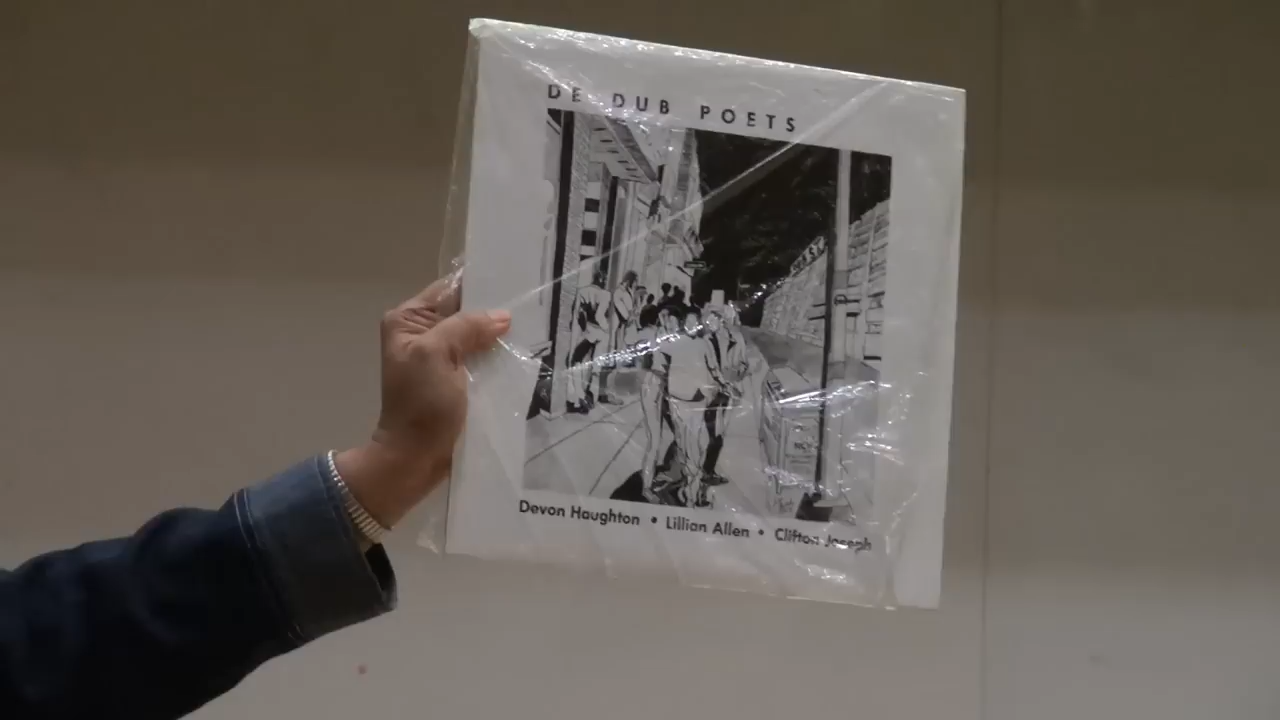 DE DUB POETS
Devon Haughton • Lillian Allen • Clifton Joseph